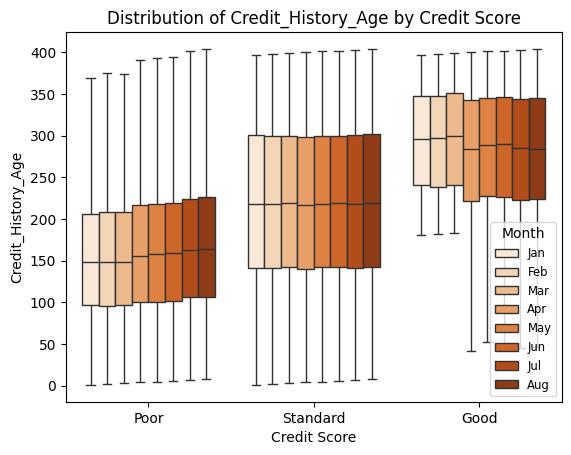 Distribution of Credit_History_Age by Credit Score
Credit_History_Age
400
350
300
250
200
150
100
50
0
Poor
Standard
Good
Credit Score
Month
Jan
Feb
Mar
Apr
May
Jun
Jul
Aug